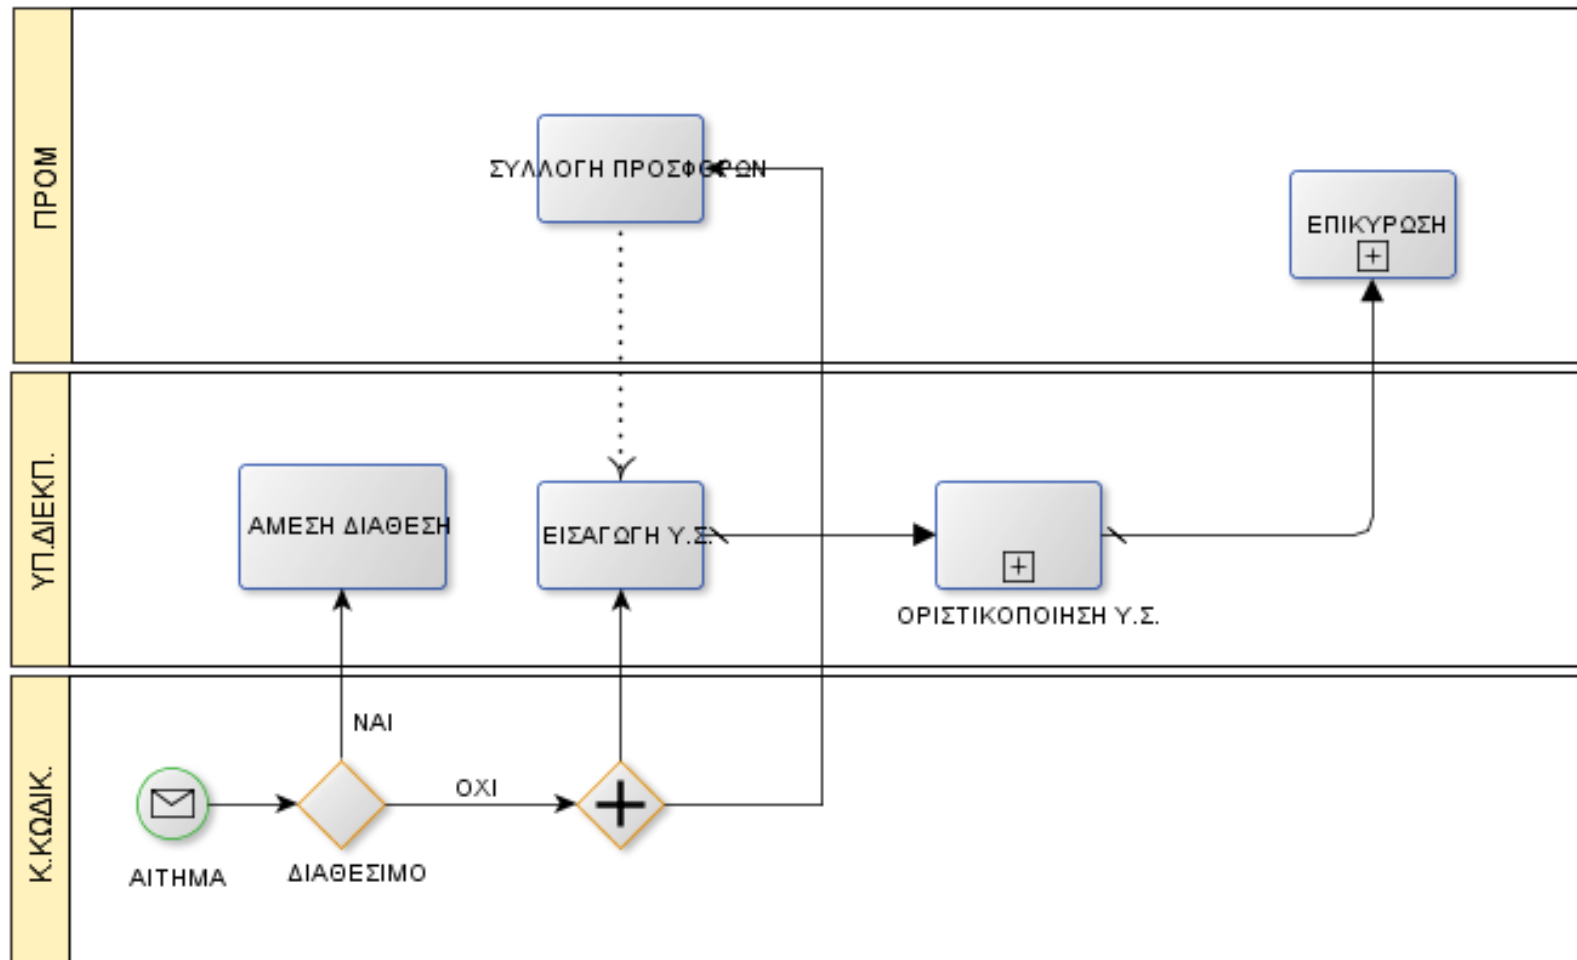 ΠΡΟΜ
ΣΥΛΛΟΓΗ ΠΡΟΣΦΟΡΩΝ
ΕΠΙΚΥΡΩΣΗ
ΥΠ.ΔΙΕΚΠ.
ΑΜΕΣΗ ΔΙΑΘΕΣΗ
ΕΙΣΑΓΩΓΗ Υ.Σ.
ΟΡΙΣΤΙΚΟΠΟΙΗΣΗ Υ.Σ.
Κ.ΚΩΔΙΚ.
ΝΑΙ
ΟΧΙ
ΑΙΤΗΜΑ
ΔΙΑΘΕΣΙΜΟ